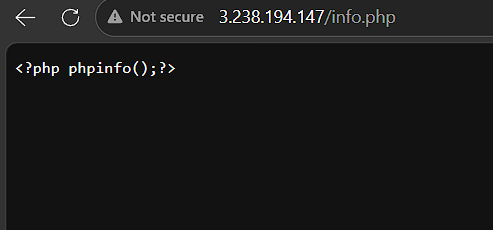 Not secure 3.238.194.147/info.php
<?php phpinfo();?>